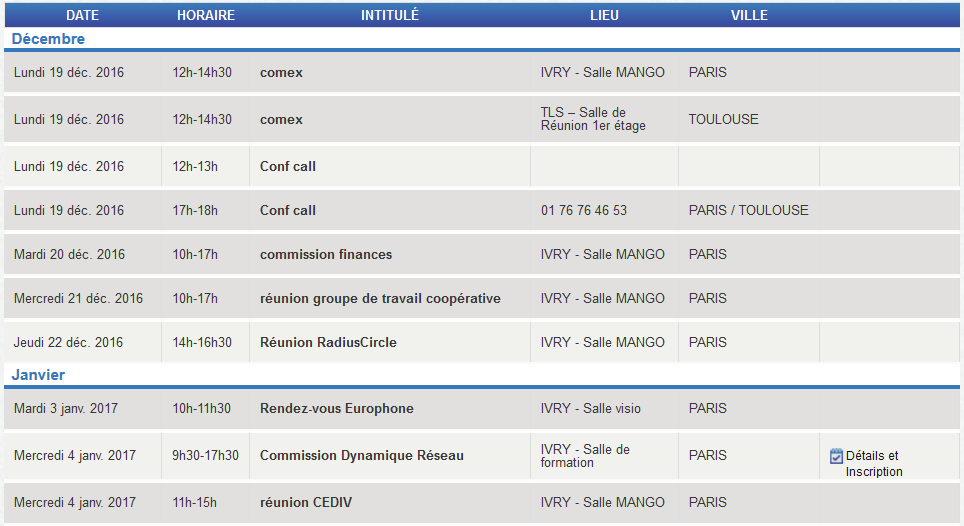 DATE HORAIRE INTITULÉ LIEU VILLE
Décembre
Lundi 19 déc. 2016 12h-14h30 comex IVRY - Salle MANGO PARIS
Lundi 19 déc. 2016 12h-14h30 comex TLS – Salle de Réunion 1er étage TOULOUSE
Lundi 19 déc. 2016 12h-13h Conf call
Lundi 19 déc. 2016 17h-18h Conf call 01 76 76 46 53 PARIS / TOULOUSE
Mardi 20 déc. 2016 10h-17h commission finances IVRY - Salle MANGO PARIS
Mercredi 21 déc. 2016 10h-17h réunion groupe de travail coopérative IVRY - Salle MANGO PARIS
Jeudi 22 déc. 2016 14h-16h30 Réunion RadiusCircle IVRY - Salle MANGO PARIS
Janvier
Mardi 3 janv. 2017 10h-11h30 Rendez-vous Europhone IVRY - Salle visio PARIS
Mercredi 4 janv. 2017 9h30-17h30 Commission Dynamique Réseau IVRY - Salle de formation PARIS Détails et Inscription
Mercredi 4 janv. 2017 11h-15h réunion CEDIV IVRY - Salle MANGO PARIS